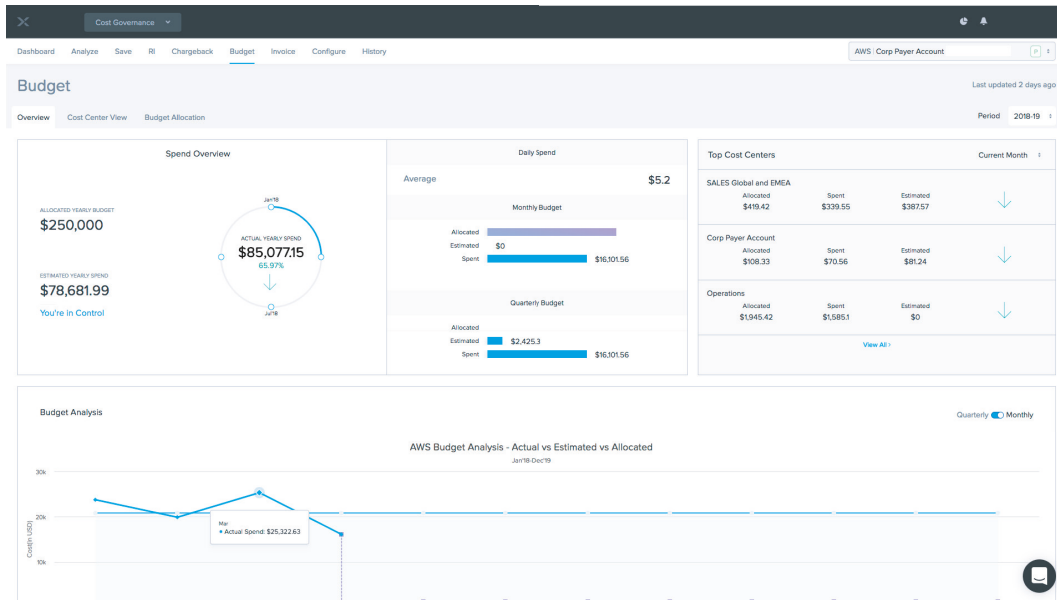 Cost Governance
Dashboard Analyze Save RI Chargeback Budget Invoice Configure History
AWS | Corp Payer Account P
Budget
Last updated 2 days ago
Overview Cost Center View Budget Allocation
Period 2018-19
Spend Overview
ALLOCATED YEARLY BUDGET
$250,000
ESTIMATED YEARLY SPEND
$78,681.99
You're in Control
Jan'18
ACTUAL YEARLY SPEND
$85,077.15
65.97%
Jul'18
Daily Spend
Average $5.2
Monthly Budget
Allocated
Estimated $0
Spent $16,101.56
Quarterly Budget
Allocated
Estimated $2,425.3
Spent $16,101.56
Top Cost Centers Current Month
SALES Global and EMEA
Allocated Spent Estimated
$419.42 $339.55 $387.57
Corp Payer Account
Allocated Spent Estimated
$108.33 $70.56 $81.24
Operations
Allocated Spent Estimated
$1,945.42 $1,585.1 $0
View All >
Budget Analysis
Quarterly Monthly
AWS Budget Analysis - Actual vs Estimated vs Allocated
Jan'18-Dec'19
30k
20k
10k
Cost(in USD)
Mar
Actual Spend: $25,322.63